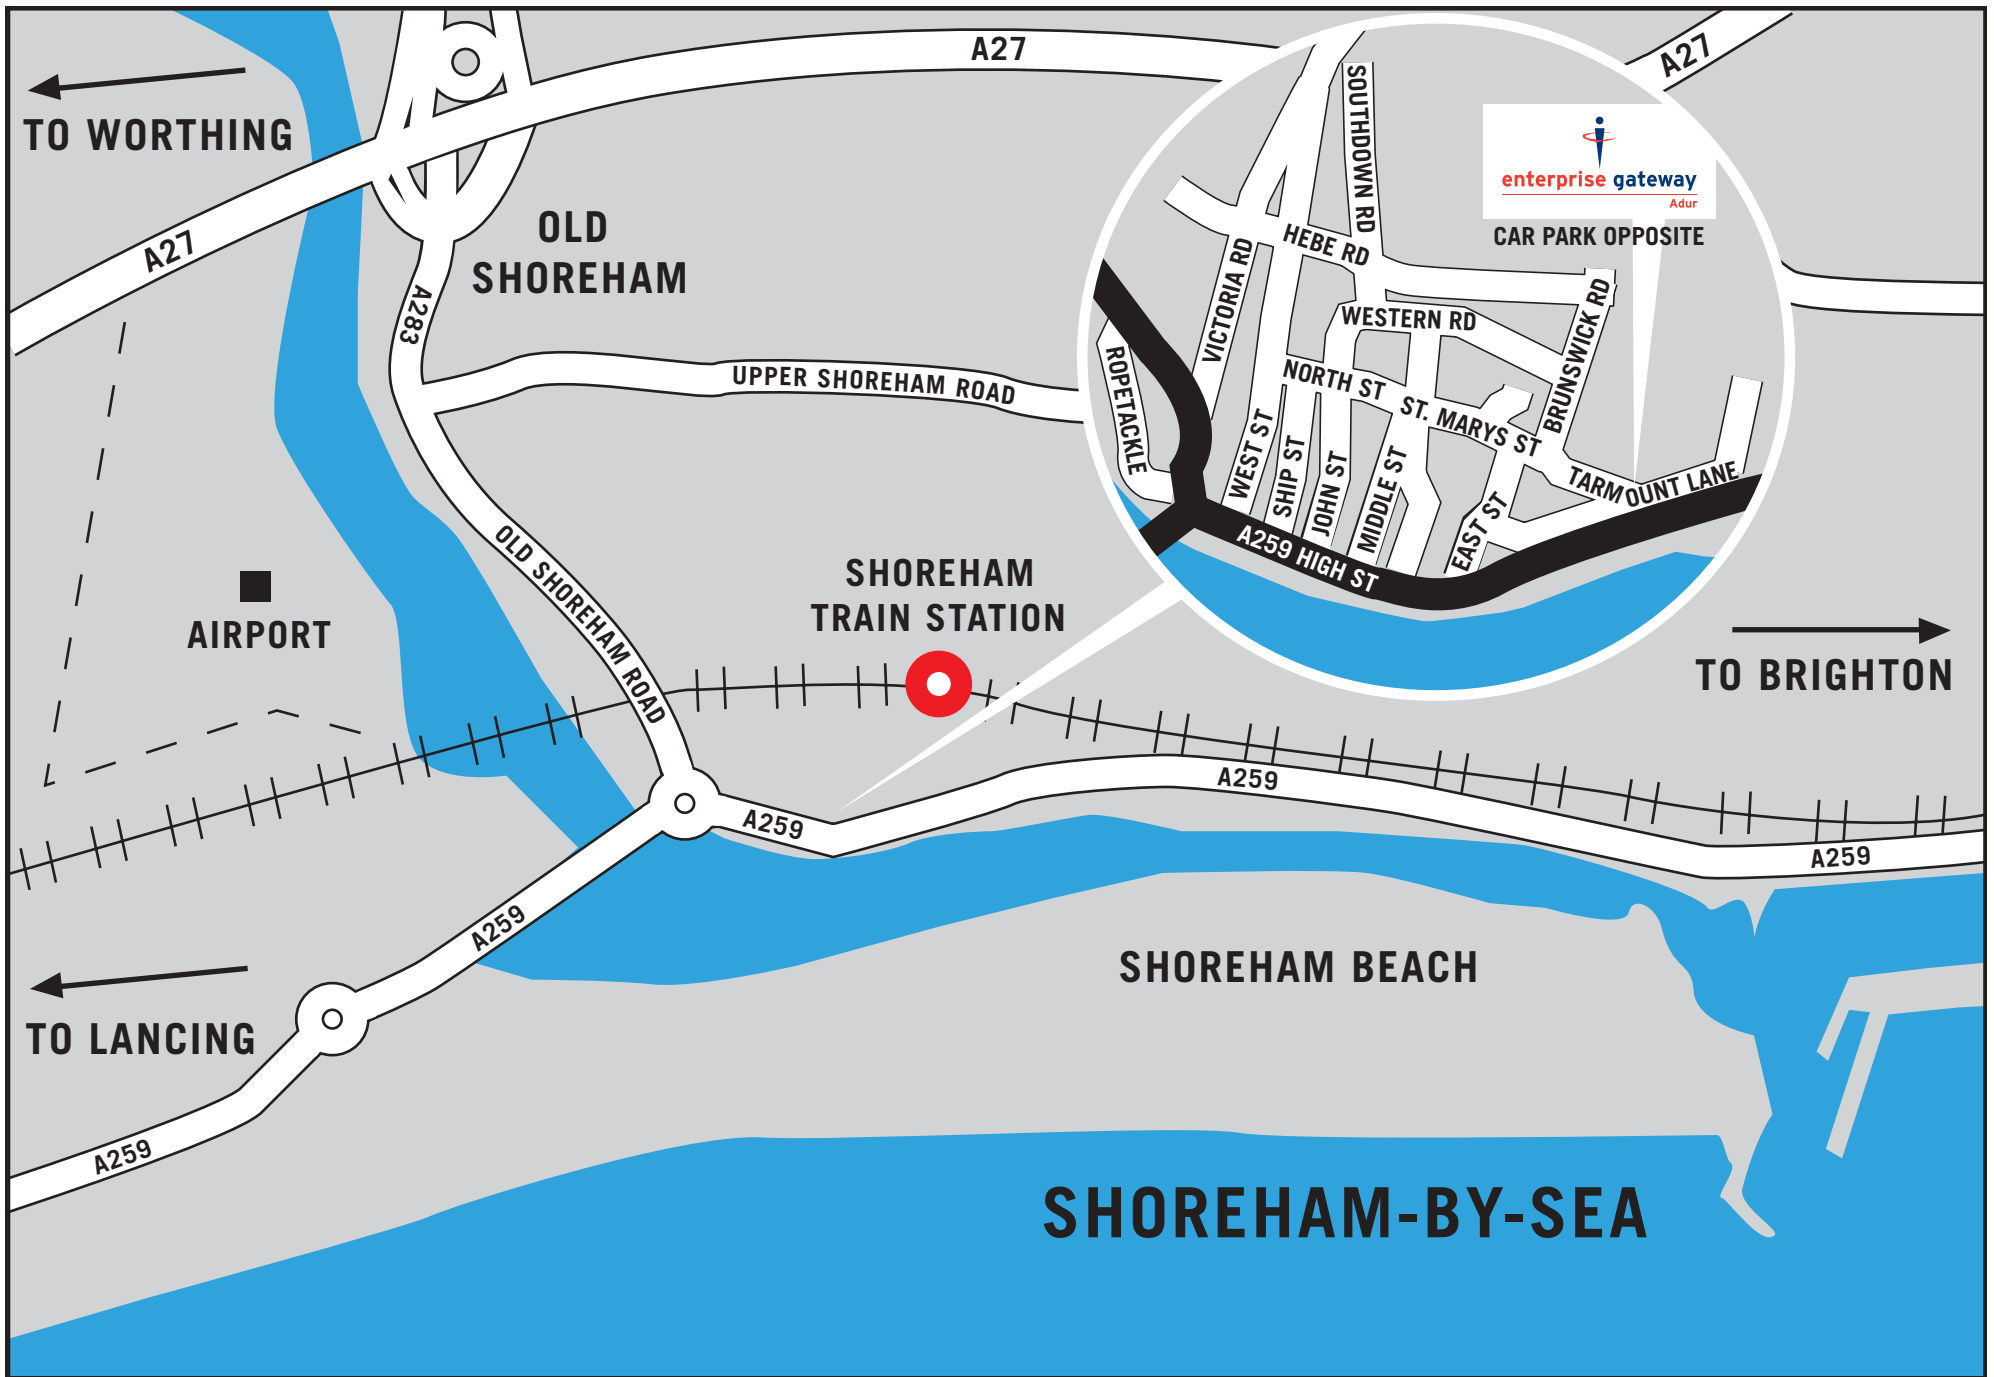 A27
A27
TO WORTHING
SOUTHDOWN RD
enterprise gateway
Adur
CAR PARK OPPOSITE
OLD
SHOREHAM
A27
HEBE RD
VICTORIA RD
A283
WESTERN RD
BRUNSWICK RD
UPPER SHOREHAM ROAD
ROPETACKLE
NORTH ST
ST. MARYS ST
WEST ST
SHIP ST
JOHN ST
MIDDLE ST
EAST ST
TARMOUNT LANE
A259 HIGH ST
OLD SHOREHAM ROAD
SHOREHAM
TRAIN STATION
AIRPORT
TO BRIGHTON
A259
A259
A259
A259
SHOREHAM BEACH
TO LANCING
A259
SHOREHAM-BY-SEA